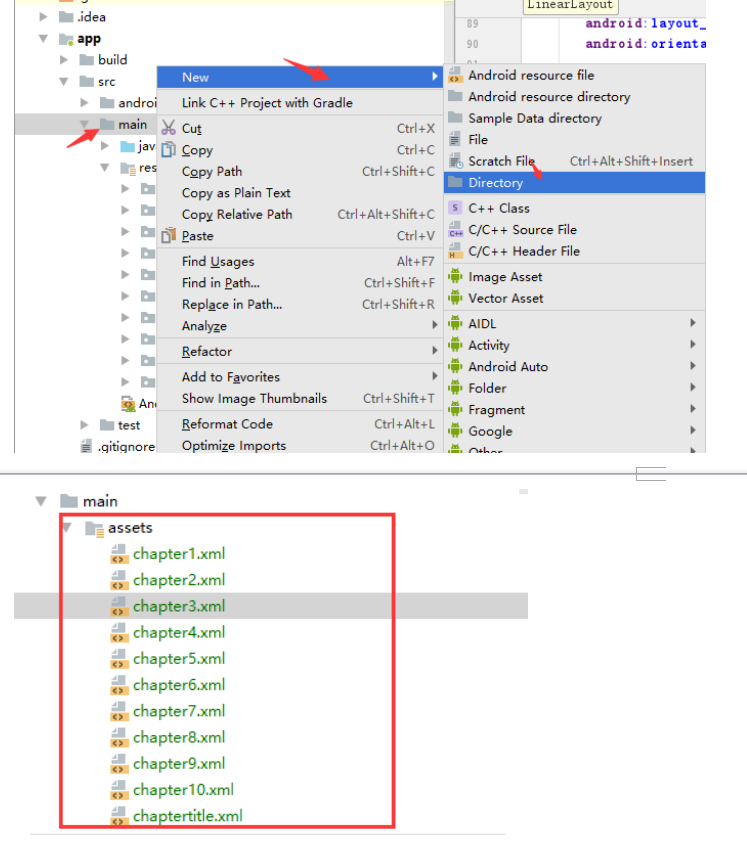 LinearLayout
.idea
app
build
src
main
test
.gitignore
89 android:layout_
90 android:orienta
New
Link C++ Project with Gradle
Cut Ctrl+X
Copy Ctrl+C
Copy Path Ctrl+Shift+C
Copy as Plain Text
Copy Relative Path Ctrl+Alt+Shift+C
Paste Ctrl+V
Find Usages Alt+F7
Find in Path... Ctrl+Shift+F
Replace in Path... Ctrl+Shift+R
Analyze
Refactor
Add to Favorites
Show Image Thumbnails Ctrl+Shift+T
Reformat Code Ctrl+Alt+L
Optimize Imports Ctrl+Alt+O
Android resource file
Android resource directory
Sample Data directory
File
Scratch File Ctrl+Alt+Shift+Insert
Directory
S C++ Class
C++ C/C++ Source File
H C/C++ Header File
Image Asset
Vector Asset
AIDL
Activity
Android Auto
Folder
Fragment
Google
Other
main
assets
chapter1.xml
chapter2.xml
chapter3.xml
chapter4.xml
chapter5.xml
chapter6.xml
chapter7.xml
chapter8.xml
chapter9.xml
chapter10.xml
chaptertitle.xml